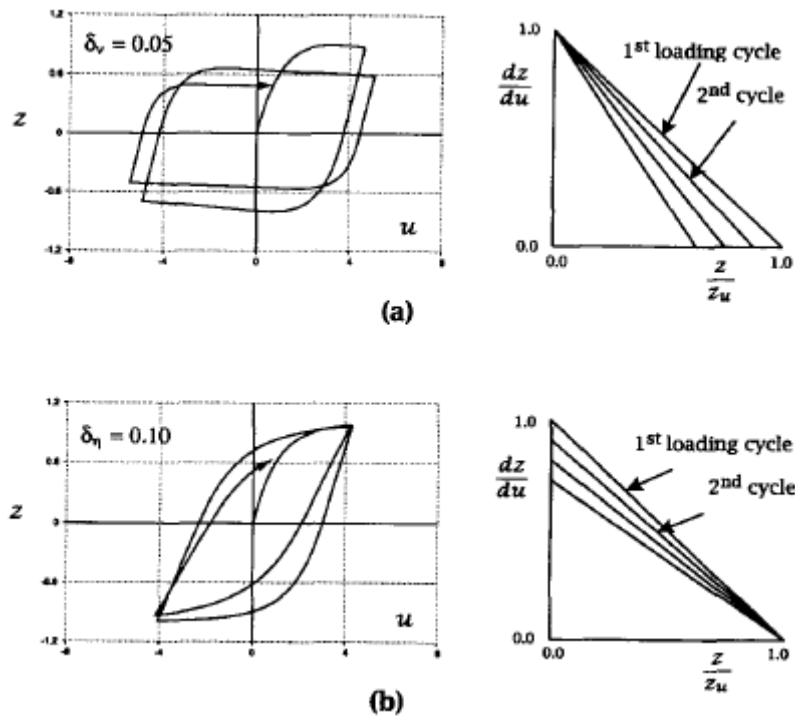 1.2
δν = 0.05
0.6
z
0
-0.6
u
-1.2
-8
-4
0
4
8
1.0
1st loading cycle
dz/du
2nd cycle
0.0
0.0
z/zu
1.0
(a)
1.2
δη = 0.10
0.6
z
0
-0.6
u
-1.2
-8
-4
0
4
8
1.0
1st loading cycle
dz/du
2nd cycle
0.0
0.0
z/zu
1.0
(b)